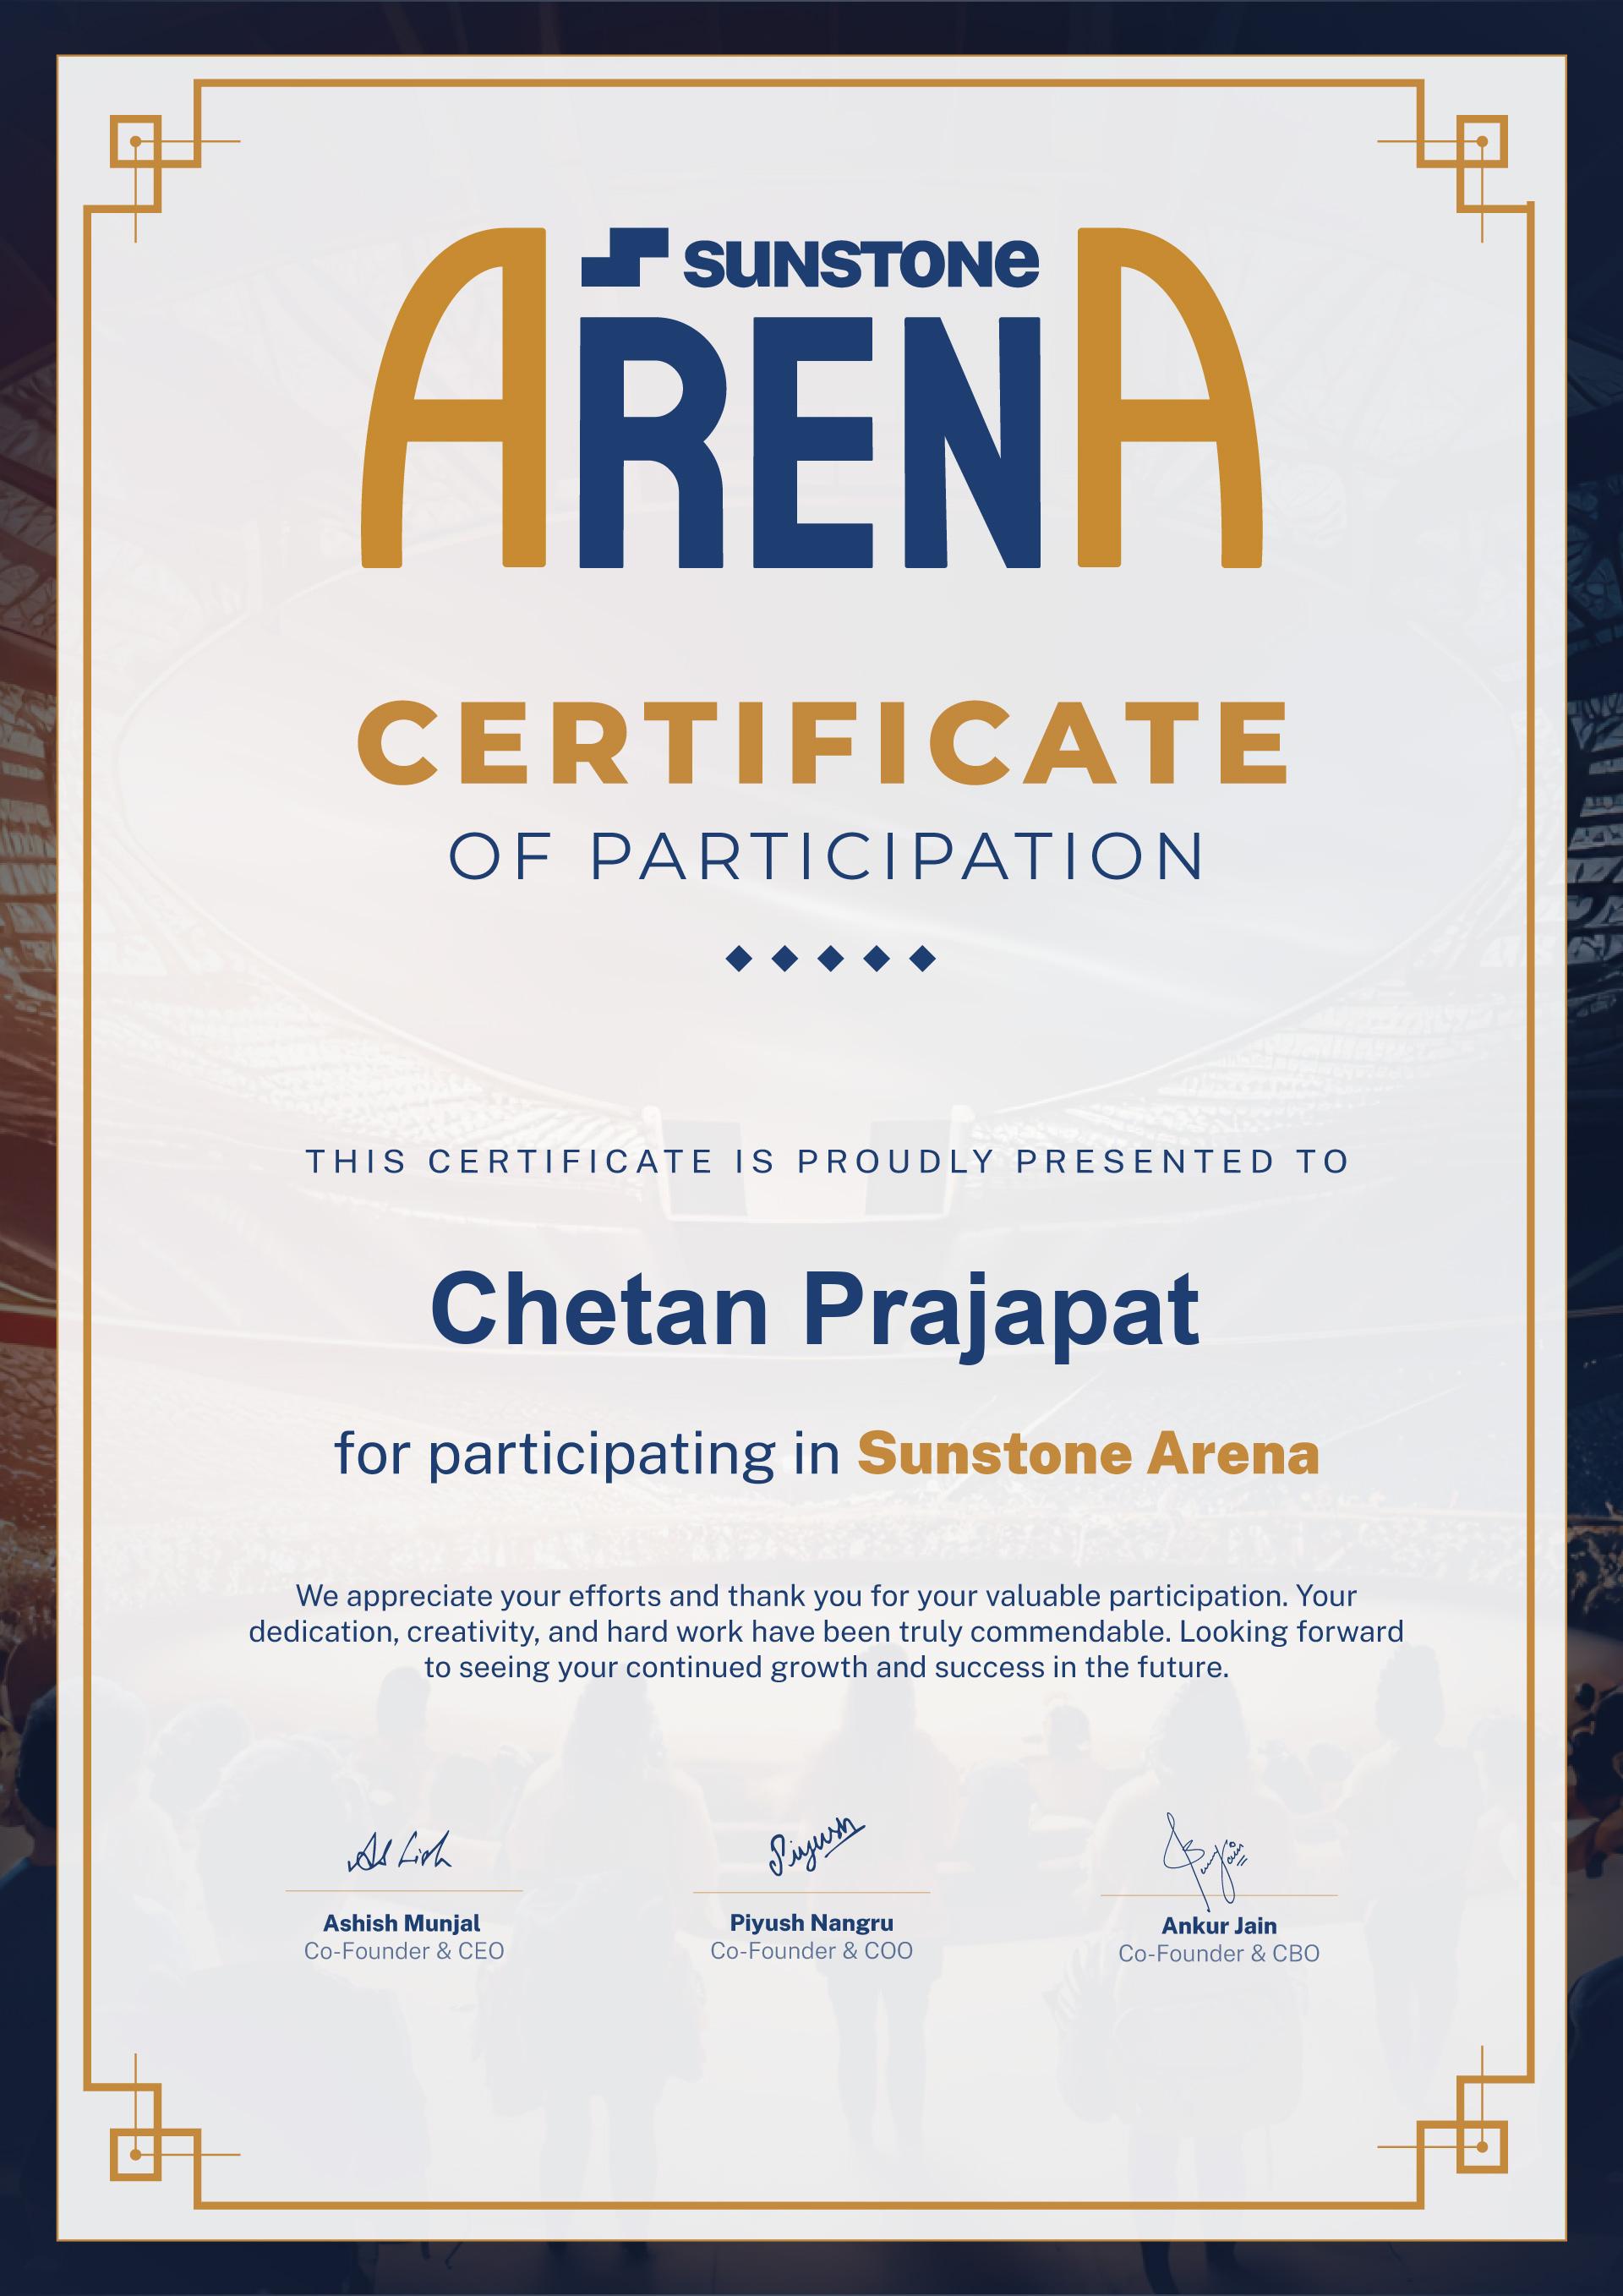 SUNSTONe
ARENA
CERTIFICATE
OF PARTICIPATION
THIS CERTIFICATE IS PROUDLY PRESENTED TO
Chetan Prajapat
for participating in Sunstone Arena
We appreciate your efforts and thank you for your valuable participation. Your
dedication, creativity, and hard work have been truly commendable. Looking forward
to seeing your continued growth and success in the future.
Piyush
Ashish Munjal
Co-Founder & CEO
Piyush Nangru
Co-Founder & COO
Ankur Jain
Co-Founder & CBO